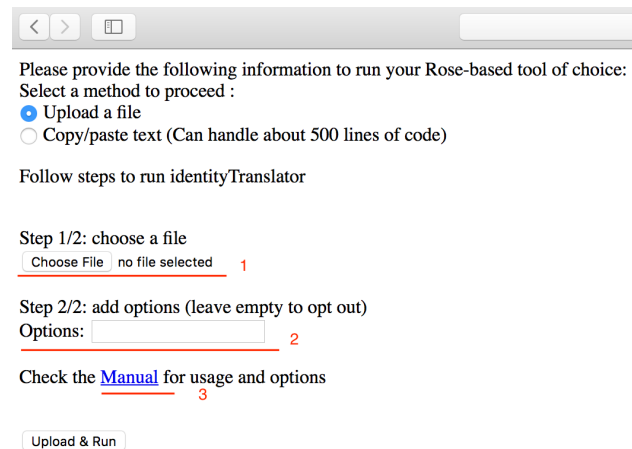 Please provide the following information to run your Rose-based tool of choice:
Select a method to proceed :
Upload a file
Copy/paste text (Can handle about 500 lines of code)
Follow steps to run identityTranslator
Step 1/2: choose a file
Choose File no file selected 1
Step 2/2: add options (leave empty to opt out)
Options: 2
Check the Manual for usage and options
3
Upload & Run